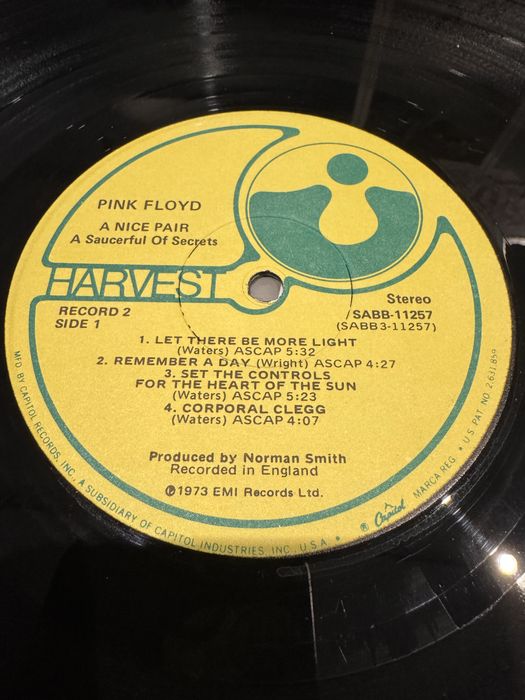 PINK FLOYD
A NICE PAIR
A Saucerful Of Secrets
HARVEST
RECORD 2
SIDE 1
Stereo
SABB-11257
(SABB3-11257)
1. LET THERE BE MORE LIGHT
(Waters) ASCAP 5:32
2. REMEMBER A DAY (Wright) ASCAP 4:27
3. SET THE CONTROLS
FOR THE HEART OF THE SUN
(Waters) ASCAP 5:23
4. CORPORAL CLEGG
(Waters) ASCAP 4:07
Produced by Norman Smith
Recorded in England
℗1973 EMI Records Ltd.
MFD. BY CAPITOL RECORDS, INC. A SUBSIDIARY OF CAPITOL INDUSTRIES, INC. U.S.A. • ® Capitol MARCA REG. • U.S. PAT. NO. 2,631,859